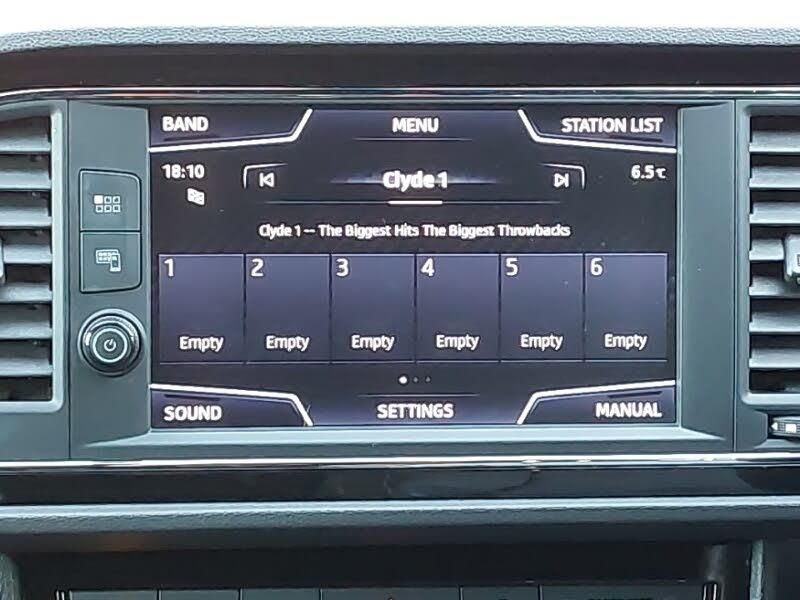 BAND MENU STATION LIST
18:10 Clyde 1 6.5°C
Clyde 1 -- The Biggest Hits The Biggest Throwbacks
1 2 3 4 5 6
Empty Empty Empty Empty Empty Empty
SOUND SETTINGS MANUAL